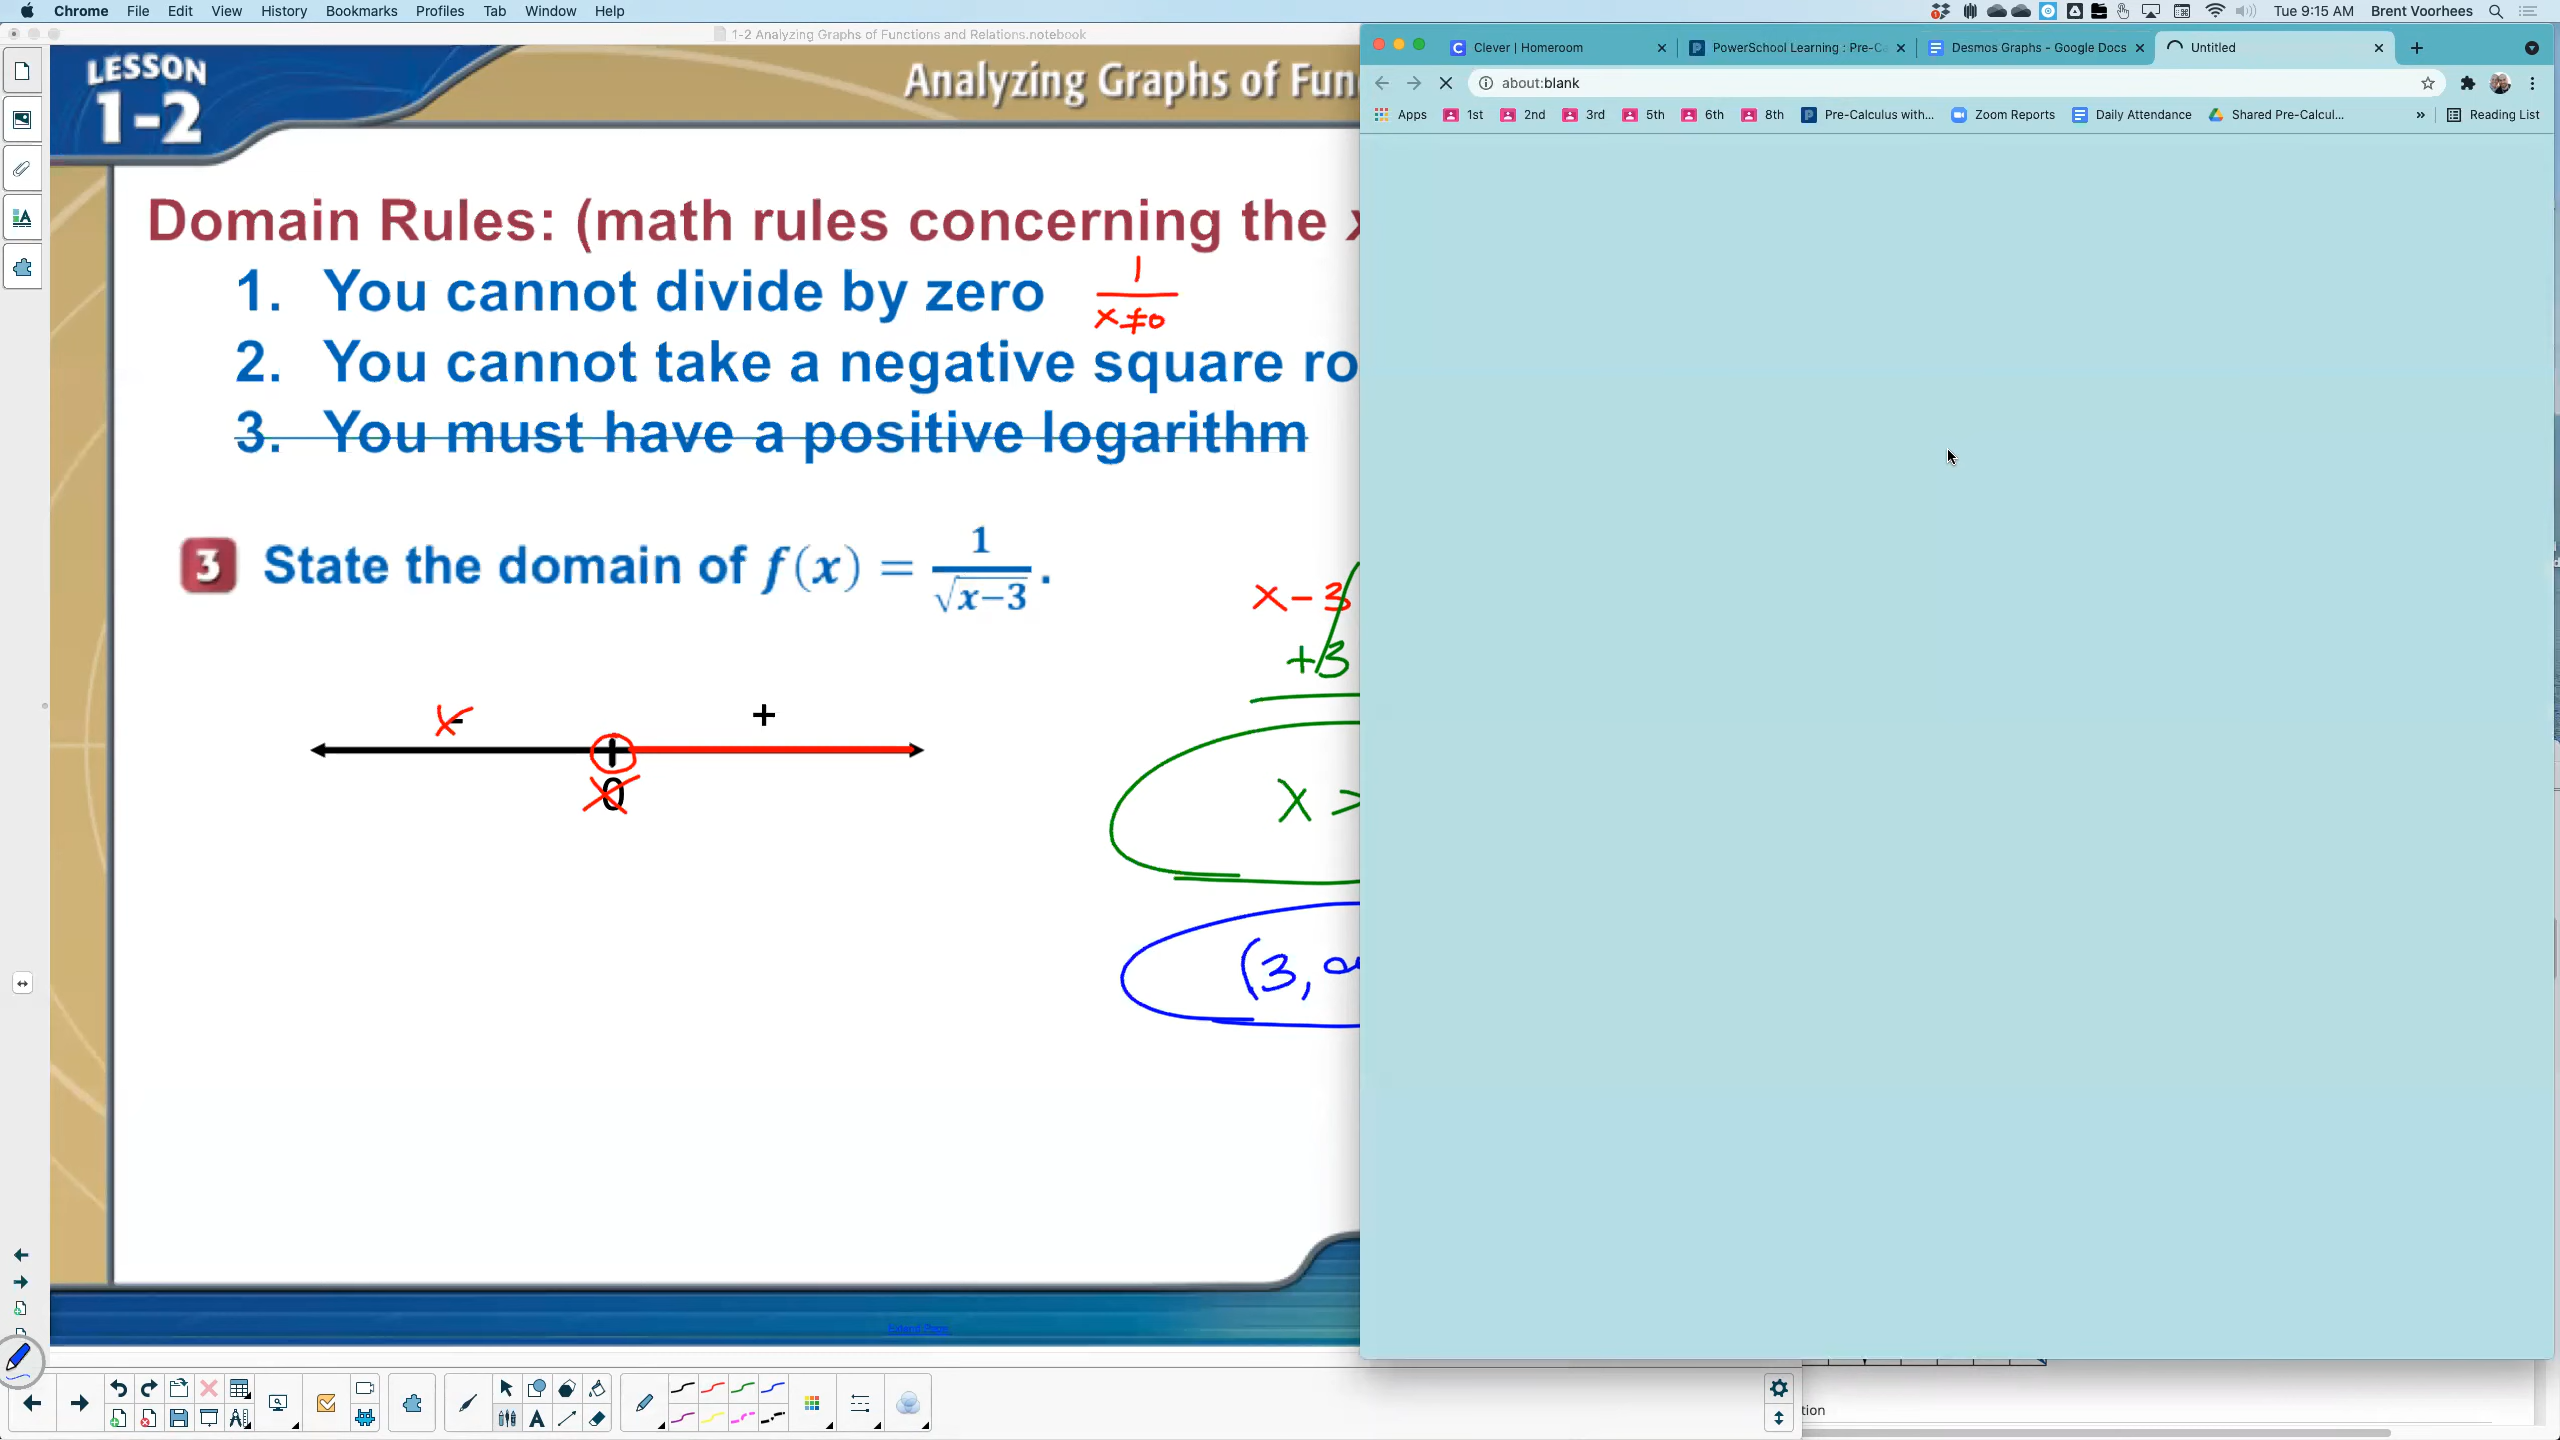 Chrome File Edit View History Bookmarks Profiles Tab Window Help
Tue 9:15 AM Brent Voorhees
1-2 Analyzing Graphs of Functions and Relations.notebook
Clever | Homeroom
PowerSchool Learning : Pre-C
Desmos Graphs - Google Docs
Untitled
about:blank
Apps 1st 2nd 3rd 5th 6th 8th Pre-Calculus with... Zoom Reports Daily Attendance Shared Pre-Calcul... » Reading List
LESSON
1-2
Analyzing Graphs of Fun
Domain Rules: (math rules concerning the x
1. You cannot divide by zero
1
x≠0
2. You cannot take a negative square ro
3. You must have a positive logarithm
3 State the domain of f(x) = 1/√x−3 .
x − 3
+3
- +
0
x >
(3, ∞
tion